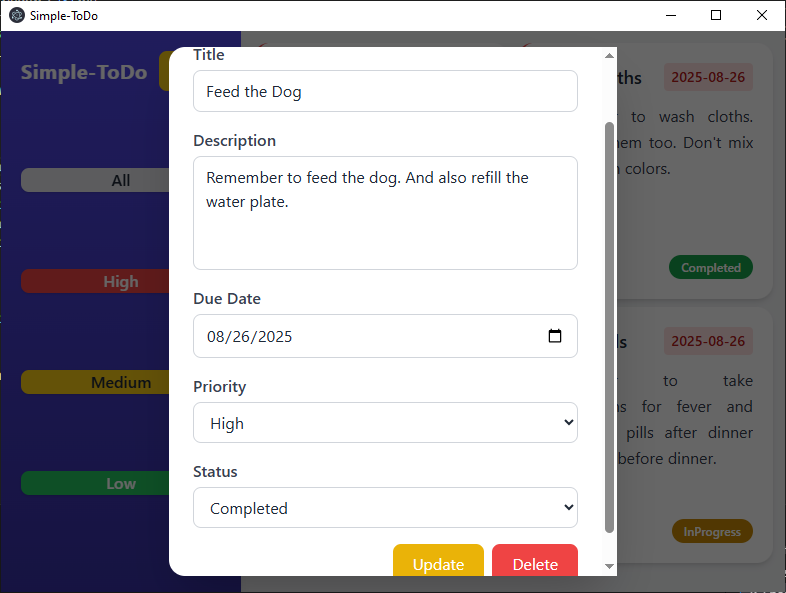 Simple-ToDo
Simple-ToDo
All
High
Medium
Low
Title
Feed the Dog
Description
Remember to feed the dog. And also refill the
water plate.
Due Date
08/26/2025
Priority
High
Status
Completed
Update
Delete
ths
2025-08-26
to wash cloths.
em too. Don't mix
colors.
Completed
ls
2025-08-26
to take
s for fever and
pills after dinner
before dinner.
InProgress